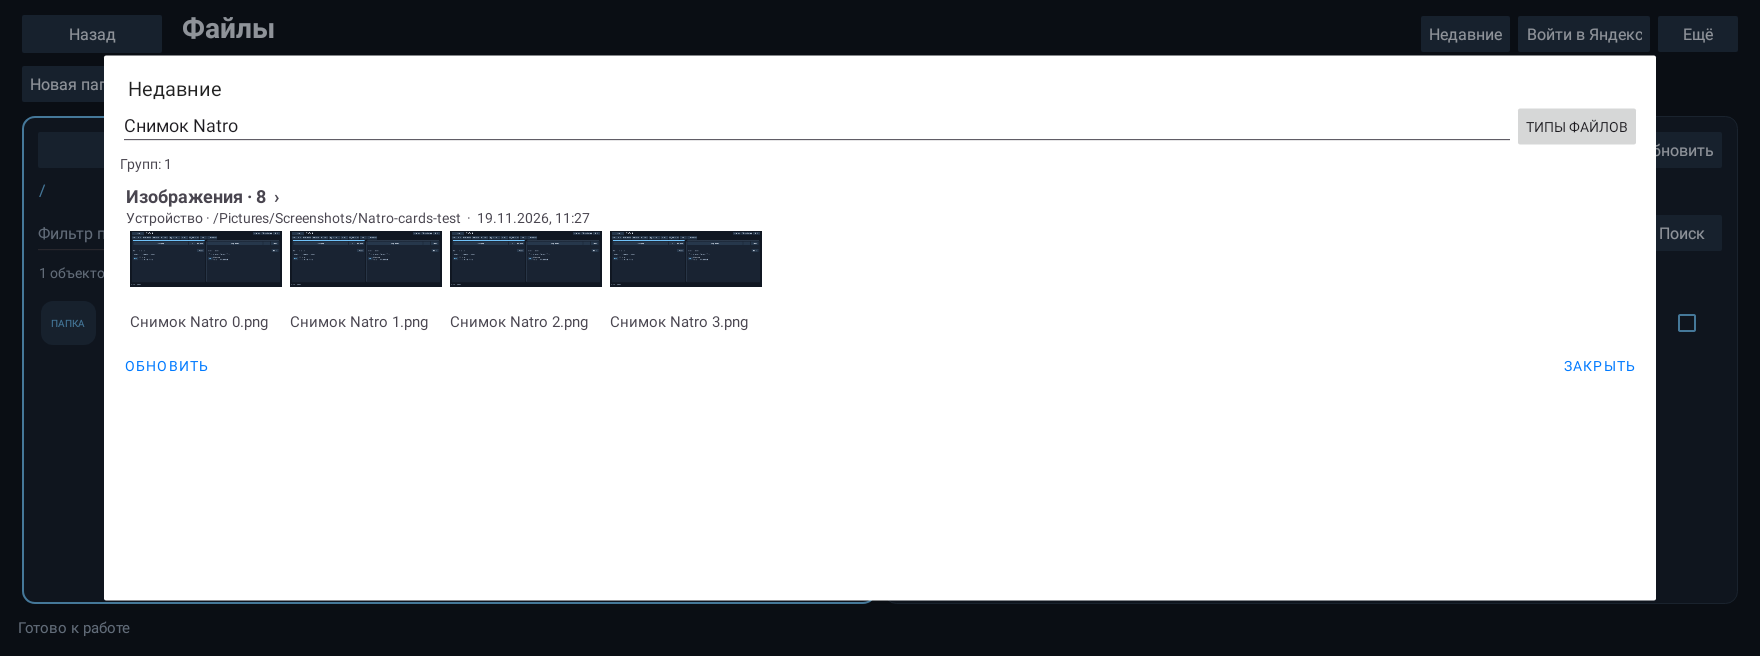 Назад
Файлы
Недавние
Войти в Яндекс
Ещё
Новая пап
Недавние
Снимок Natro
ТИПЫ ФАЙЛОВ
Групп: 1
бновить
/
Изображения · 8 ›
Устройство · /Pictures/Screenshots/Natro-cards-test · 19.11.2026, 11:27
Фильтр п
Поиск
1 объекто
ПАПКА
Снимок Natro 0.png
Снимок Natro 1.png
Снимок Natro 2.png
Снимок Natro 3.png
ОБНОВИТЬ
ЗАКРЫТЬ
Готово к работе